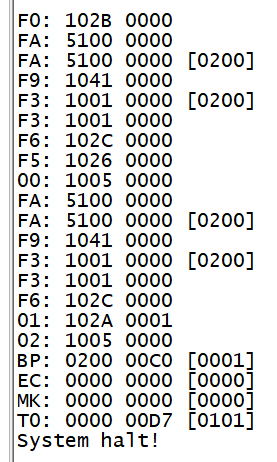 F0: 102B 0000
FA: 5100 0000
FA: 5100 0000 [0200]
F9: 1041 0000
F3: 1001 0000 [0200]
F3: 1001 0000
F6: 102C 0000
F5: 1026 0000
00: 1005 0000
FA: 5100 0000
FA: 5100 0000 [0200]
F9: 1041 0000
F3: 1001 0000 [0200]
F3: 1001 0000
F6: 102C 0000
01: 102A 0001
02: 1005 0000
BP: 0200 00C0 [0001]
EC: 0000 0000 [0000]
MK: 0000 0000 [0000]
T0: 0000 00D7 [0101]
System halt!